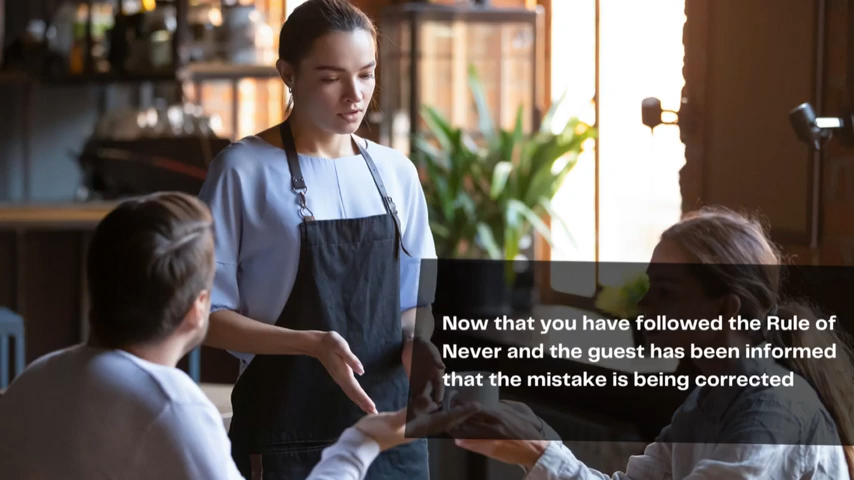 Now that you have followed the Rule of
Never and the guest has been informed
that the mistake is being corrected